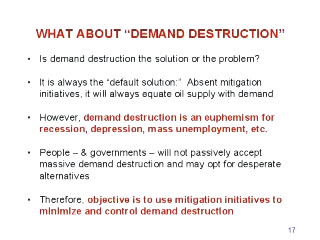 WHAT ABOUT “DEMAND DESTRUCTION”
• Is demand destruction the solution or the problem?
• It is always the “default solution:” Absent mitigation
initiatives, it will always equate oil supply with demand
• However, demand destruction is an euphemism for
recession, depression, mass unemployment, etc.
• People – & governments – will not passively accept
massive demand destruction and may opt for desperate
alternatives
• Therefore, objective is to use mitigation initiatives to
minimize and control demand destruction
17